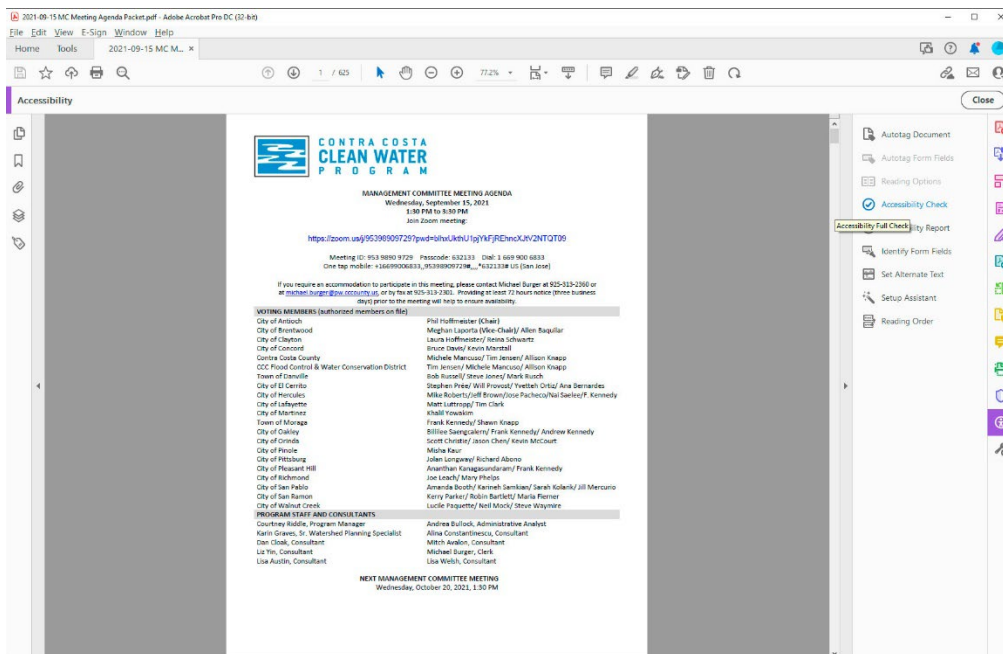 2021-09-15 MC Meeting Agenda Packet.pdf - Adobe Acrobat Pro DC (32-bit)
File Edit View E-Sign Window Help
Home Tools 2021-09-15 MC M... ×
1 / 625 77.2%
Accessibility Close
CONTRA COSTA
CLEAN WATER
PROGRAM
MANAGEMENT COMMITTEE MEETING AGENDA
Wednesday, September 15, 2021
1:30 PM to 3:30 PM
Join Zoom meeting:
Meeting ID: 953 9890 9729 Passcode: 632133 Dial: 1 669 900 6833
One tap mobile: +16699006833,,95398909729#,,,,*632133# US (San Jose)
If you require an accommodation to participate in this meeting, please contact Michael Burger at 925-313-2360 or
at michael.burger@pw.cccounty.us, or by fax at 925-313-2301. Providing at least 72 hours notice (three business
days) prior to the meeting will help to ensure availability.
VOTING MEMBERS (authorized members on file)
City of Antioch Phil Hoffmeister (Chair)
City of Brentwood Meghan Laporta (Vice-Chair)/ Allen Baquilar
City of Clayton Laura Hoffmeister/ Reina Schwartz
City of Concord Bruce Davis/ Kevin Marstall
Contra Costa County Michele Mancuso/ Tim Jensen/ Allison Knapp
CCC Flood Control & Water Conservation District Tim Jensen/ Michele Mancuso/ Allison Knapp
Town of Danville Bob Russell/ Steve Jones/ Mark Rusch
City of El Cerrito Stephen Prée/ Will Provost/ Yvetteh Ortiz/ Ana Bernardes
City of Hercules Mike Roberts/Jeff Brown/Jose Pacheco/Nai Saelee/F. Kennedy
City of Lafayette Matt Luttropp/ Tim Clark
City of Martinez Khalil Yowakim
Town of Moraga Frank Kennedy/ Shawn Knapp
City of Oakley Billilee Saengcalern/ Frank Kennedy/ Andrew Kennedy
City of Orinda Scott Christie/ Jason Chen/ Kevin McCourt
City of Pinole Misha Kaur
City of Pittsburg Jolan Longway/ Richard Abono
City of Pleasant Hill Ananthan Kanagasundaram/ Frank Kennedy
City of Richmond Joe Leach/ Mary Phelps
City of San Pablo Amanda Booth/ Karineh Samkian/ Sarah Kolarik/ Jill Mercurio
City of San Ramon Kerry Parker/ Robin Bartlett/ Maria Fierner
City of Walnut Creek Lucile Paquette/ Neil Mock/ Steve Waymire
PROGRAM STAFF AND CONSULTANTS
Courtney Riddle, Program Manager Andrea Bullock, Administrative Analyst
Karin Graves, Sr. Watershed Planning Specialist Alina Constantinescu, Consultant
Dan Cloak, Consultant Mitch Avalon, Consultant
Liz Yin, Consultant Michael Burger, Clerk
Lisa Austin, Consultant Lisa Welsh, Consultant
NEXT MANAGEMENT COMMITTEE MEETING
Wednesday, October 20, 2021, 1:30 PM
Autotag Document
Autotag Form Fields
Reading Options
Accessibility Check
Accessibility Full Check
Report
Identify Form Fields
Set Alternate Text
Setup Assistant
Reading Order